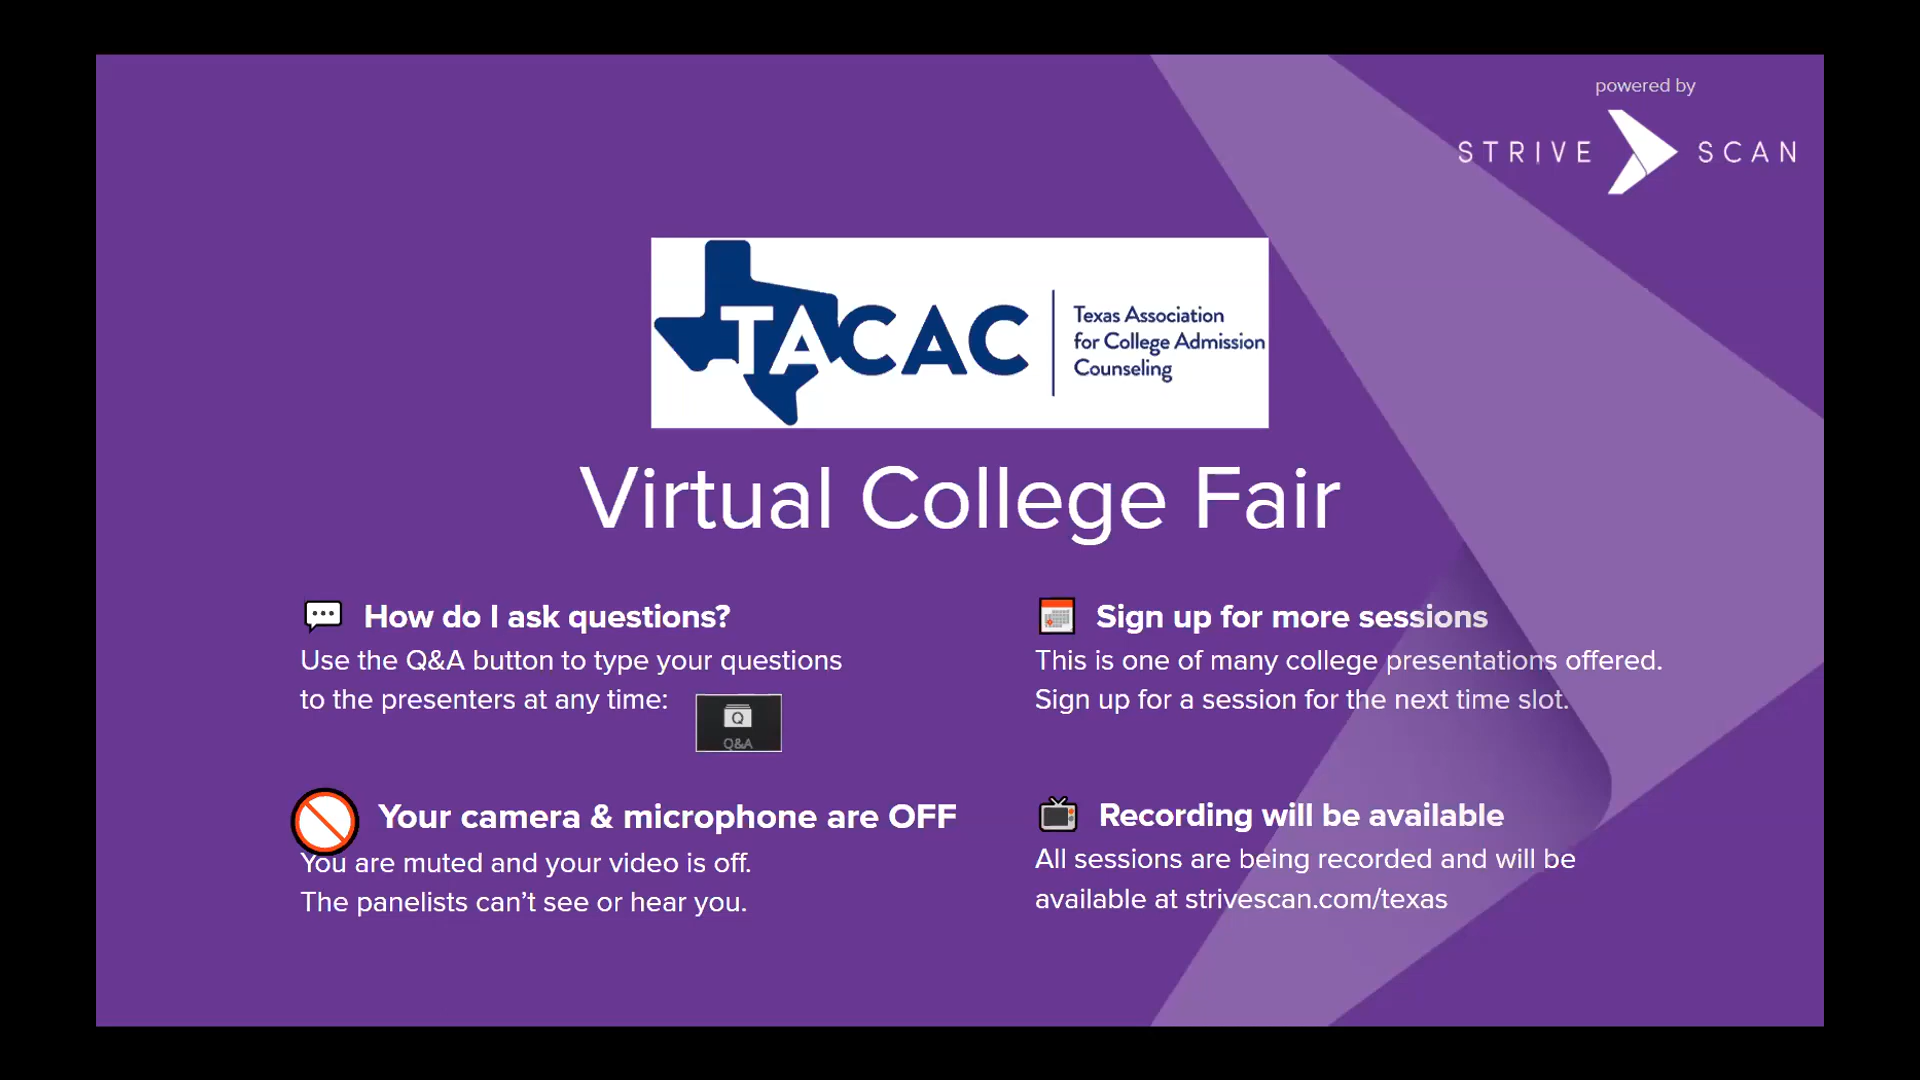 powered by
STRIVE SCAN
TACAC
Texas Association
for College Admission
Counseling
Virtual College Fair
How do I ask questions?
Use the Q&A button to type your questions
to the presenters at any time:
Q
Q&A
Sign up for more sessions
This is one of many college presentations offered.
Sign up for a session for the next time slot.
Your camera & microphone are OFF
You are muted and your video is off.
The panelists can’t see or hear you.
Recording will be available
All sessions are being recorded and will be
available at strivescan.com/texas